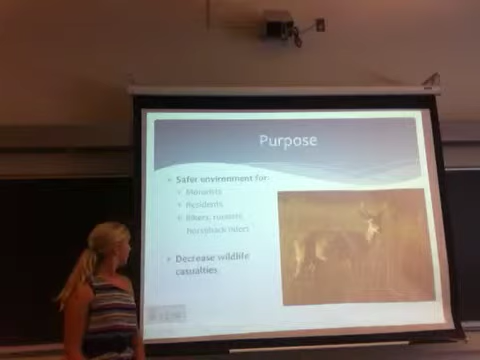 Purpose
Safer environment for:
Motorists
Residents
Bikers, runners,
horseback riders
Decrease wildlife
casualties